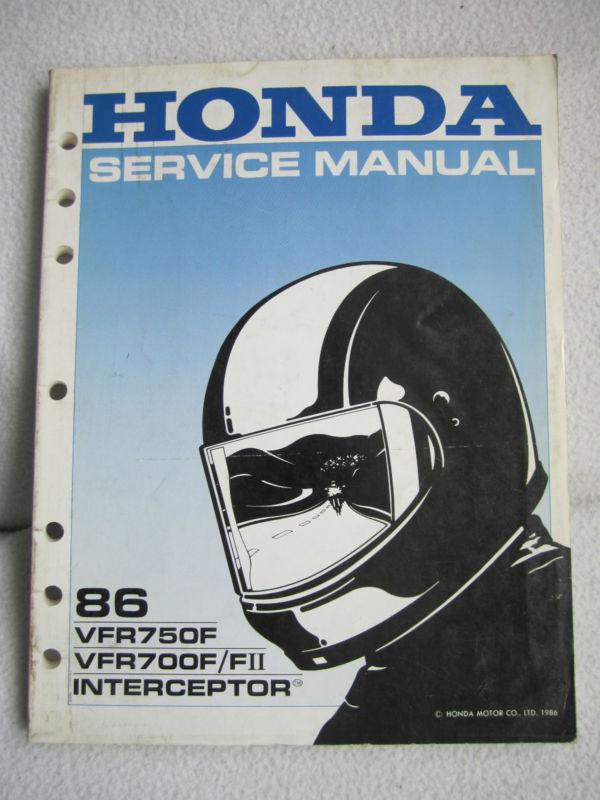 HONDA
SERVICE MANUAL
86
VFR750F
VFR700F/FII
INTERCEPTOR™
© HONDA MOTOR CO., LTD. 1986